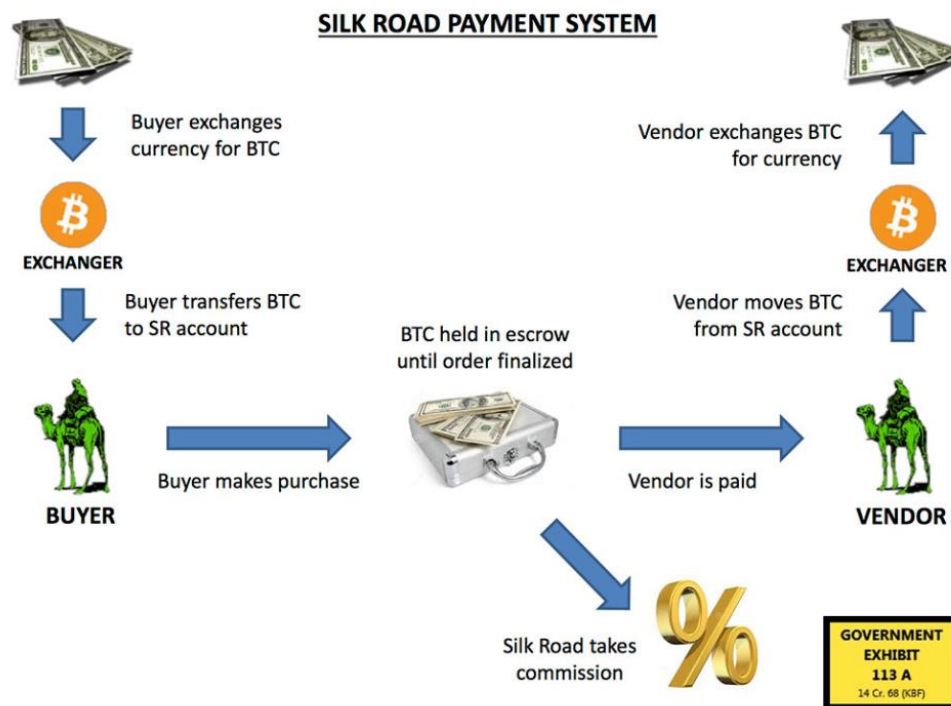 SILK ROAD PAYMENT SYSTEM
Buyer exchanges
currency for BTC
EXCHANGER
Buyer transfers BTC
to SR account
BUYER
Buyer makes purchase
BTC held in escrow
until order finalized
Silk Road takes
commission
%
Vendor is paid
VENDOR
Vendor moves BTC
from SR account
EXCHANGER
Vendor exchanges BTC
for currency
GOVERNMENT
EXHIBIT
113 A
14 Cr. 68 (KBF)